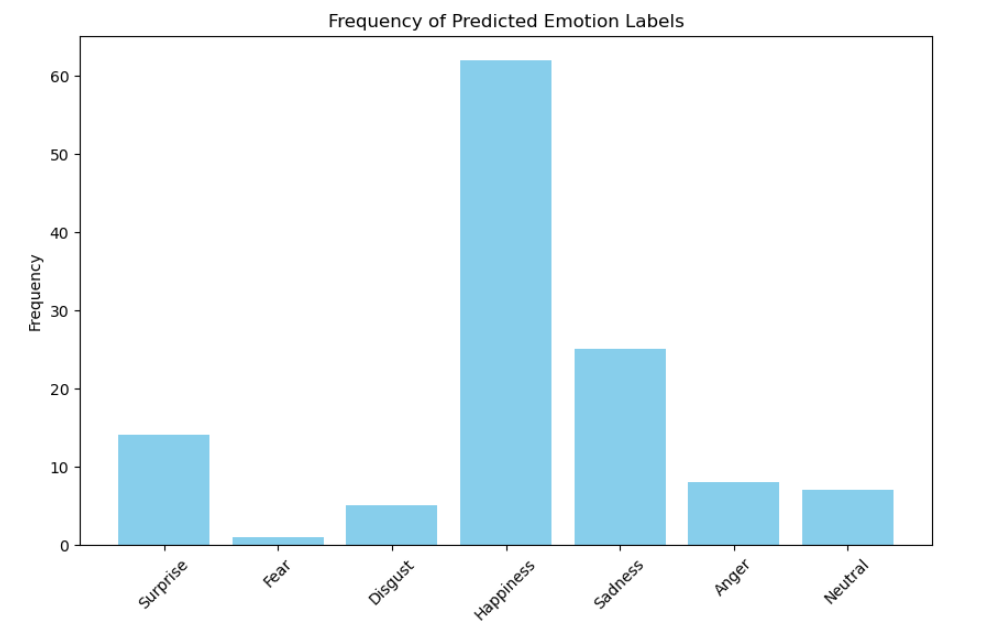 Frequency of Predicted Emotion Labels
Frequency
60
50
40
30
20
10
0
Surprise
Fear
Disgust
Happiness
Sadness
Anger
Neutral